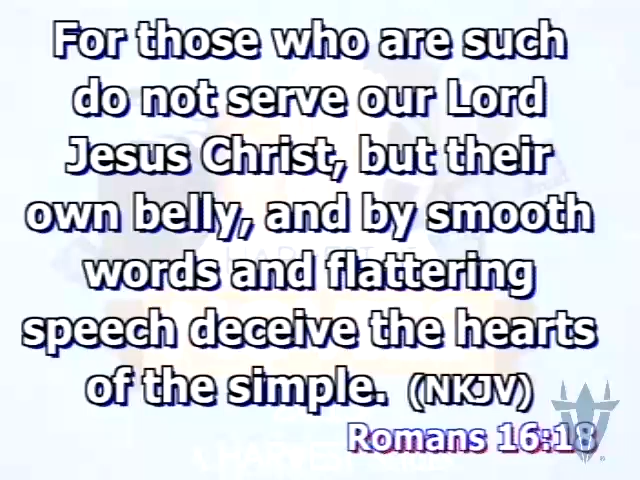 For those who are such
do not serve our Lord
Jesus Christ, but their
own belly, and by smooth
words and flattering
speech deceive the hearts
of the simple. (NKJV)
Romans 16:18